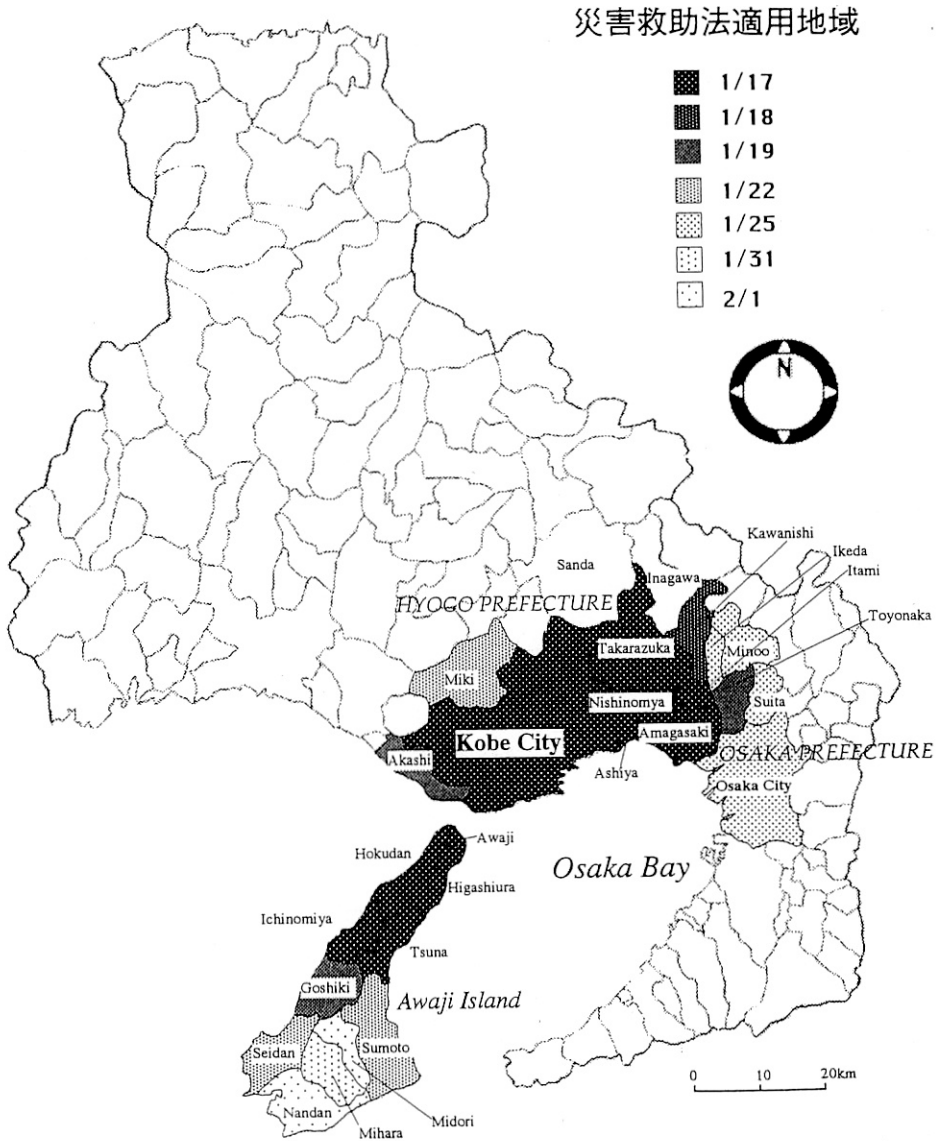 災害救助法適用地域
1/17
1/18
1/19
1/22
1/25
1/31
2/1
N
Kawanishi
Ikeda
Itami
Sanda
Inagawa
HYOGO PREFECTURE
Toyonaka
Takarazuka
Minoo
Miki
Nishinomya
Suita
Amagasaki
Kobe City
OSAKA PREFECTURE
Akashi
Ashiya
Osaka City
Awaji
Hokudan
Osaka Bay
Higashiura
Ichinomiya
Tsuna
Goshiki
Awaji Island
Seidan
Sumoto
0 10 20km
Nandan
Midori
Mihara